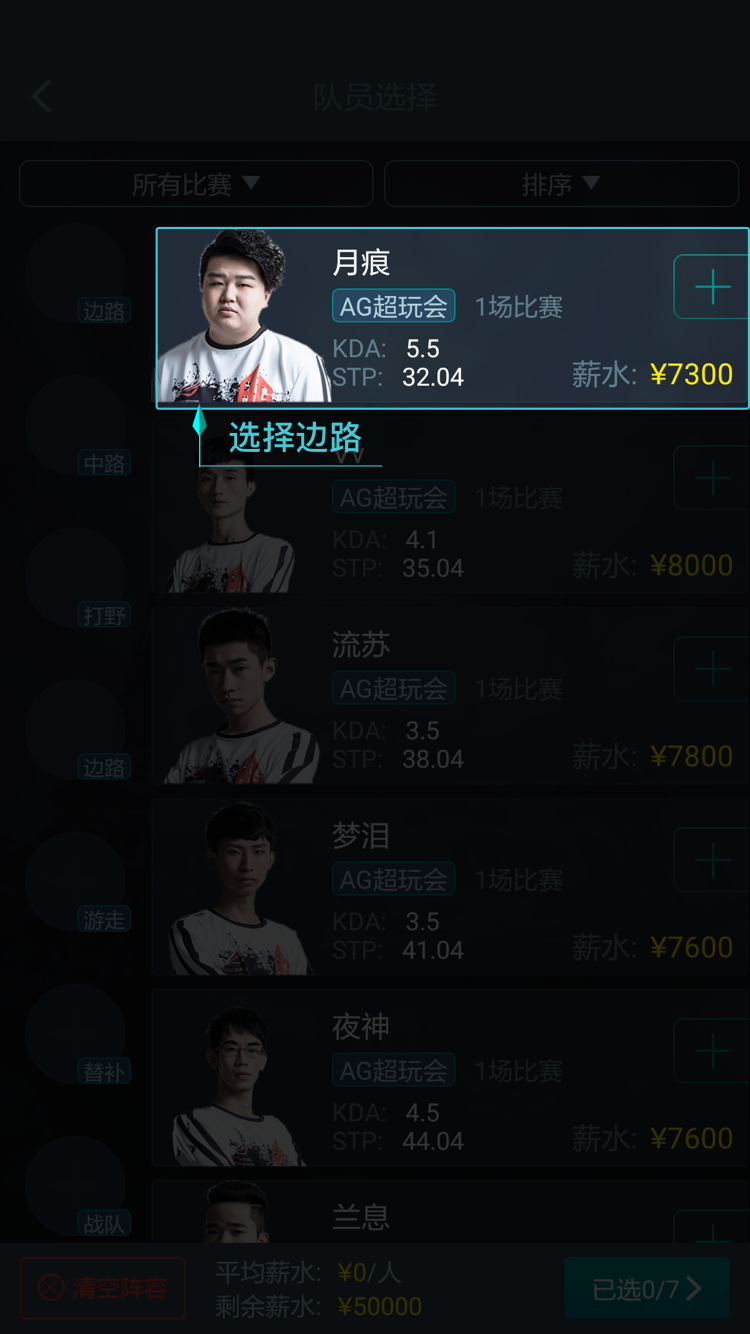 队员选择
所有比赛 排序
边路
中路
打野
边路
游走
替补
战队
月痕
AG超玩会 1场比赛
KDA: 5.5
STP: 32.04 薪水: ¥7300
选择边路
AG超玩会 1场比赛
KDA: 4.1
STP: 35.04 薪水: ¥8000
流苏
AG超玩会 1场比赛
KDA: 3.5
STP: 38.04 薪水: ¥7800
梦泪
AG超玩会 1场比赛
KDA: 3.5
STP: 41.04 薪水: ¥7600
夜神
AG超玩会 1场比赛
KDA: 4.5
STP: 44.04 薪水: ¥7600
兰息
清空阵容
平均薪水: ¥0/人
剩余薪水: ¥50000
已选0/7